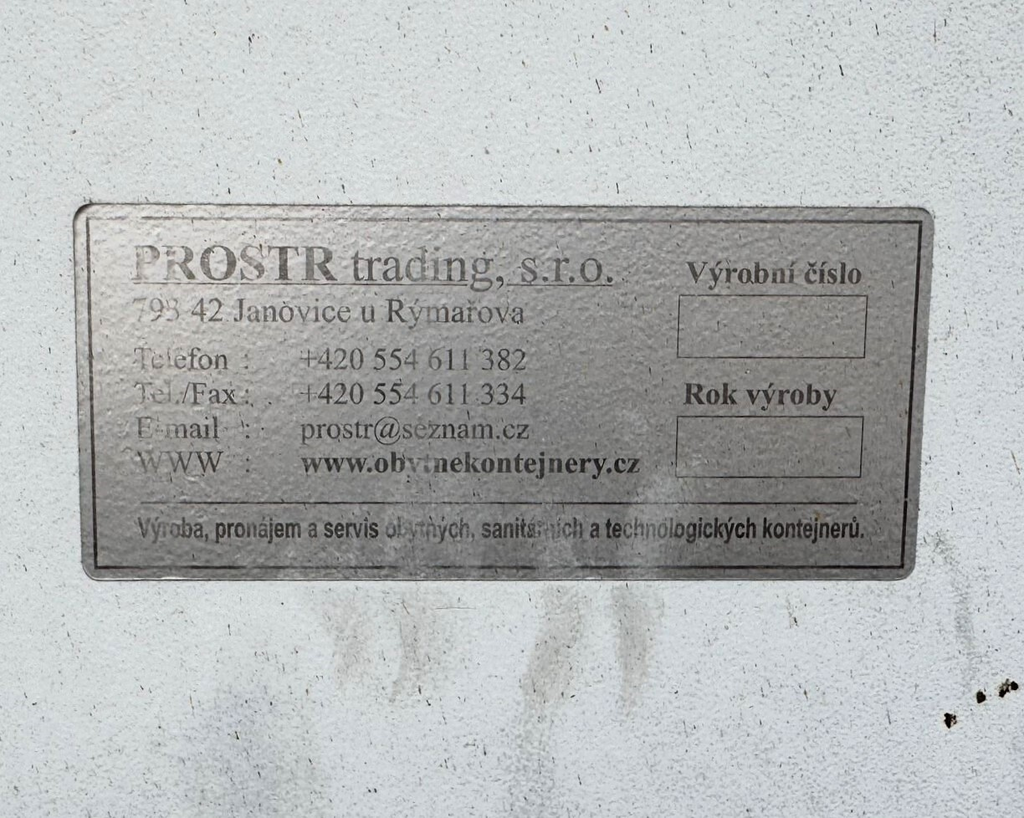 PROSTR trading, s.r.o.
793 42 Janovice u Rýmařova
Telefon : +420 554 611 382
Tel./Fax : +420 554 611 334
E-mail : prostr@seznam.cz
WWW : www.obytnekontejnery.cz
Výrobní číslo
Rok výroby
Výroba, pronájem a servis obytných, sanitárních a technologických kontejnerů.